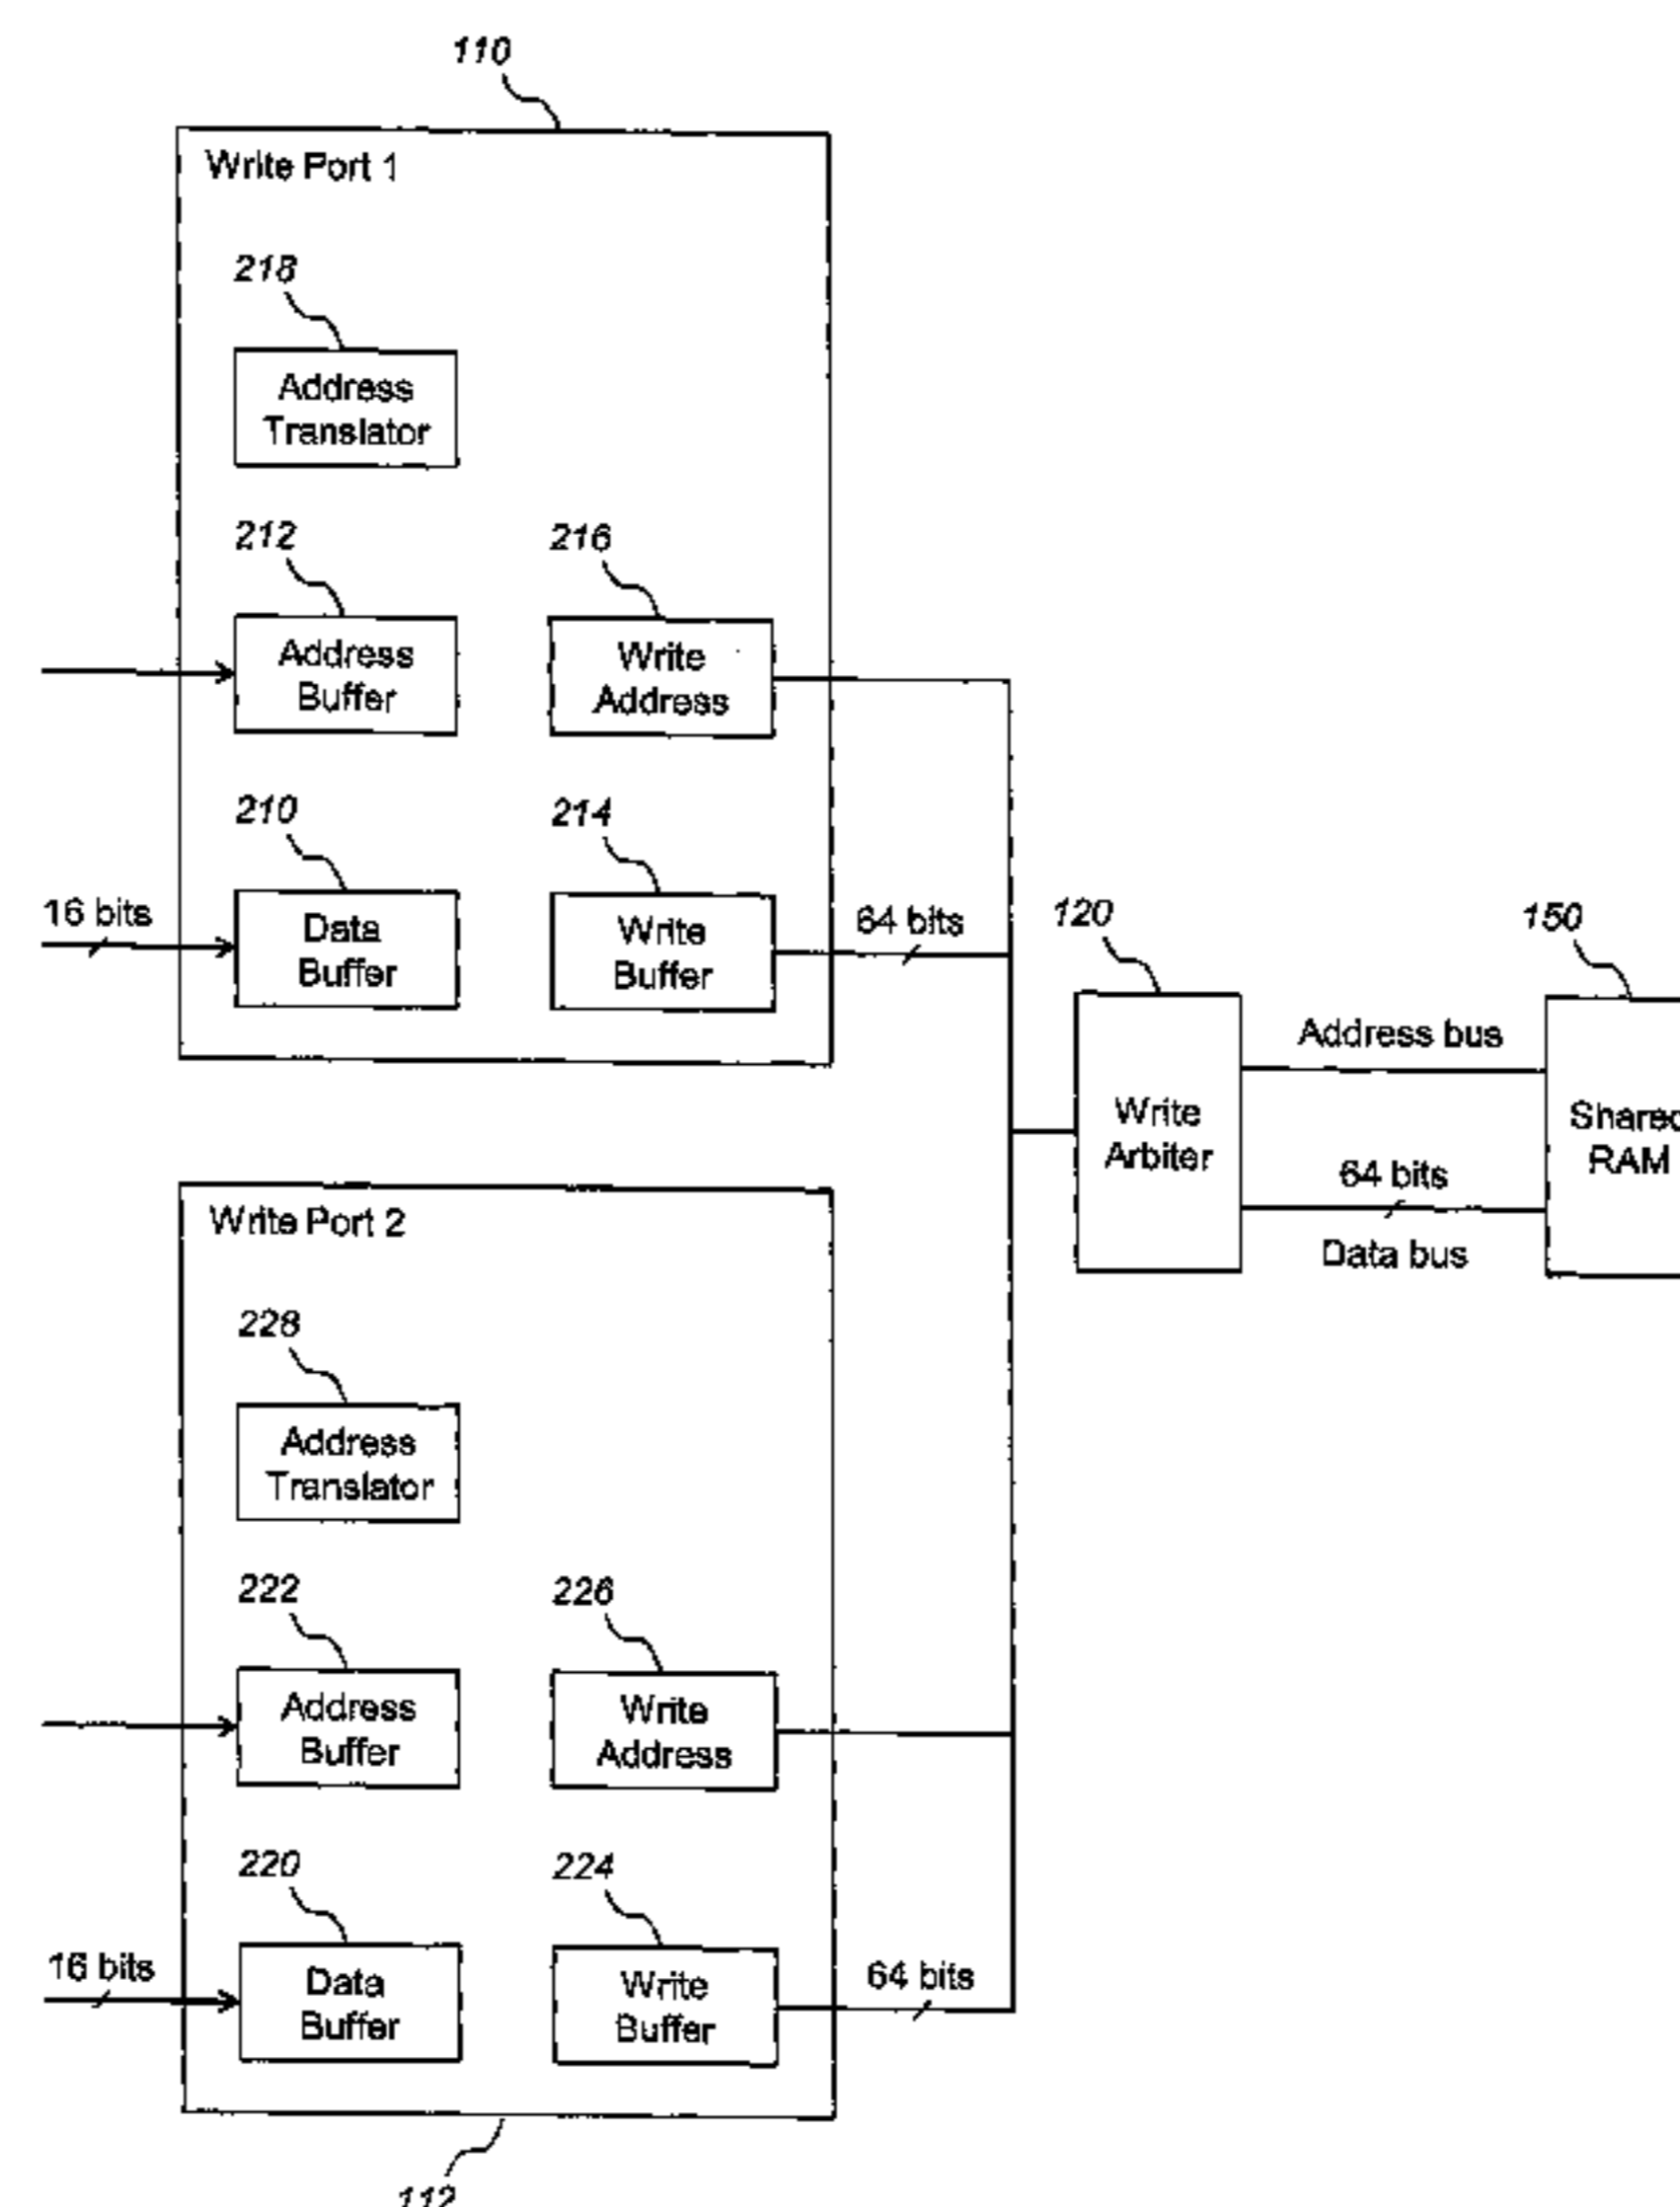 110
Write Port 1
218
Address
Translator
212
216
Address
Buffer
Write
Address
210
214
16 bits
Data
Buffer
Write
Buffer
64 bits
120
150
Address bus
Write
Arbiter
Shared
RAM
64 bits
Data bus
Write Port 2
228
Address
Translator
222
226
Address
Buffer
Write
Address
220
224
16 bits
Data
Buffer
Write
Buffer
64 bits
112